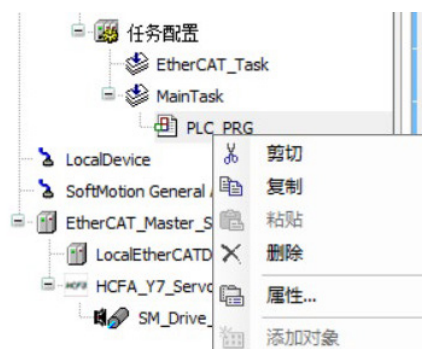 任务配置
EtherCAT_Task
MainTask
PLC_PRG
剪切
LocalDevice
复制
SoftMotion General
粘贴
EtherCAT_Master_S
删除
LocalEtherCATD
HCFA_Y7_Servo
属性...
SM_Drive_
添加对象